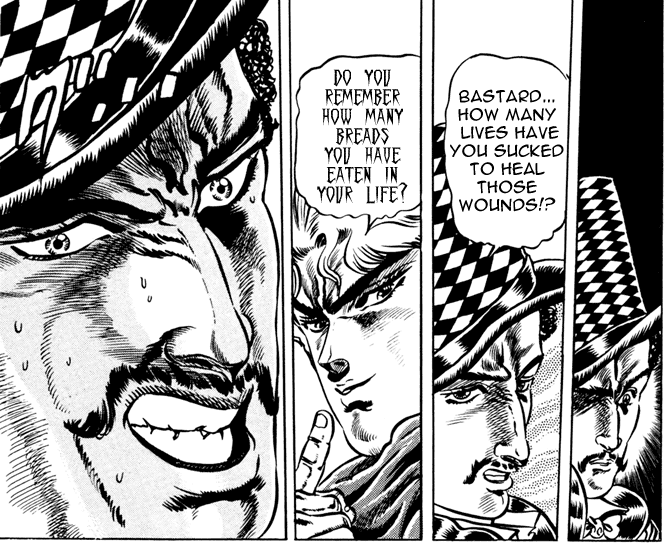 BASTARD...
HOW MANY
LIVES HAVE
YOU SUCKED
TO HEAL
THOSE
WOUNDS!?
DO YOU
REMEMBER
HOW MANY
BREADS
YOU HAVE
EATEN IN
YOUR LIFE?